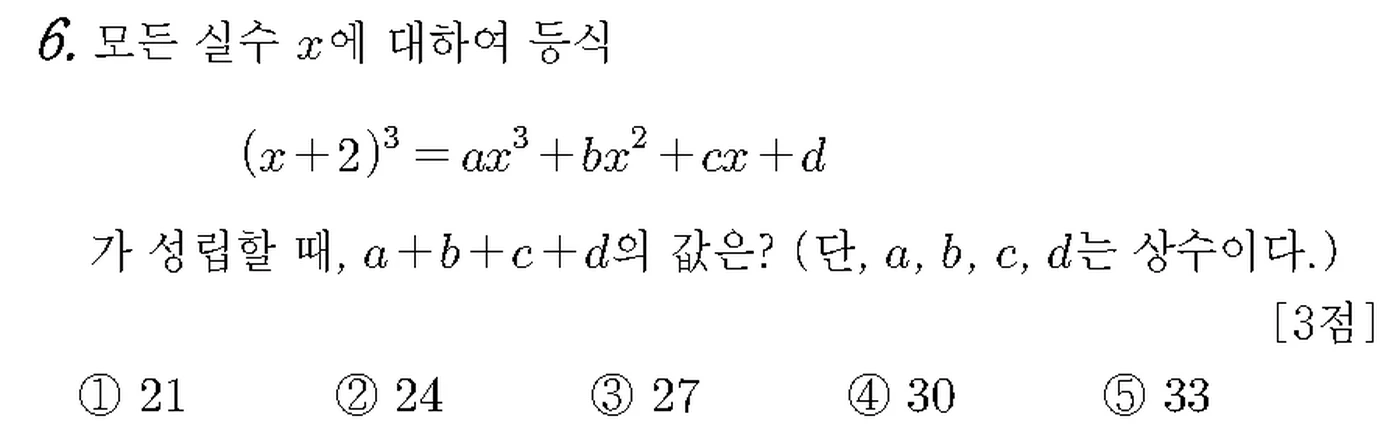 6. 모든 실수 x에 대하여 등식
(x+2)³=ax³+bx²+cx+d
가 성립할 때, a+b+c+d의 값은? (단, a, b, c, d는 상수이다.)
[3점]
① 21 ② 24 ③ 27 ④ 30 ⑤ 33